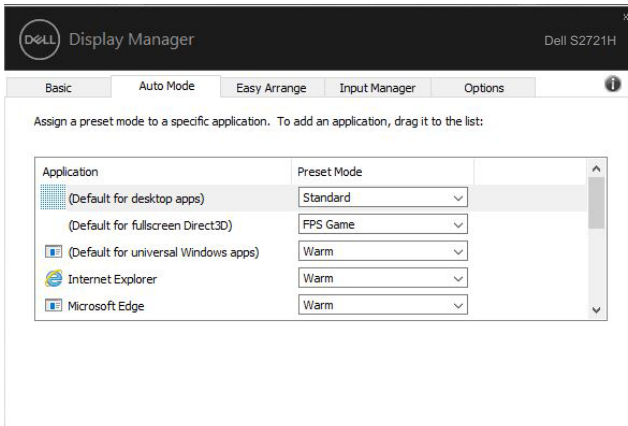 DELL Display Manager
Dell S2721H
x
Basic Auto Mode Easy Arrange Input Manager Options
Assign a preset mode to a specific application. To add an application, drag it to the list:
Application Preset Mode
(Default for desktop apps) Standard
(Default for fullscreen Direct3D) FPS Game
(Default for universal Windows apps) Warm
Internet Explorer Warm
Microsoft Edge Warm